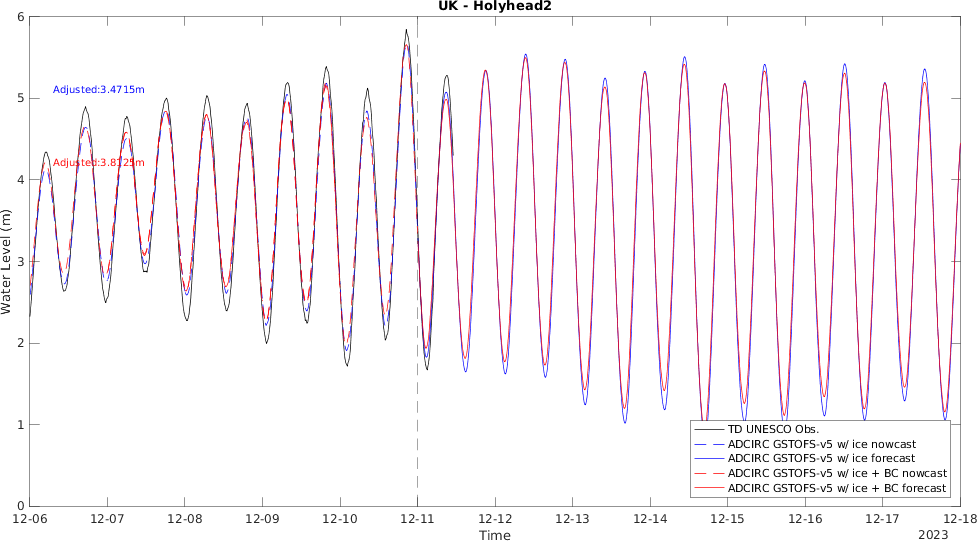 UK - Holyhead2
6
5
4
3
2
1
0
Water Level (m)
Adjusted:3.4715m
Adjusted:3.8125m
TD UNESCO Obs.
ADCIRC GSTOFS-v5 w/ ice nowcast
ADCIRC GSTOFS-v5 w/ ice forecast
ADCIRC GSTOFS-v5 w/ ice + BC nowcast
ADCIRC GSTOFS-v5 w/ ice + BC forecast
12-06 12-07 12-08 12-09 12-10 12-11 12-12 12-13 12-14 12-15 12-16 12-17 12-18
Time
2023